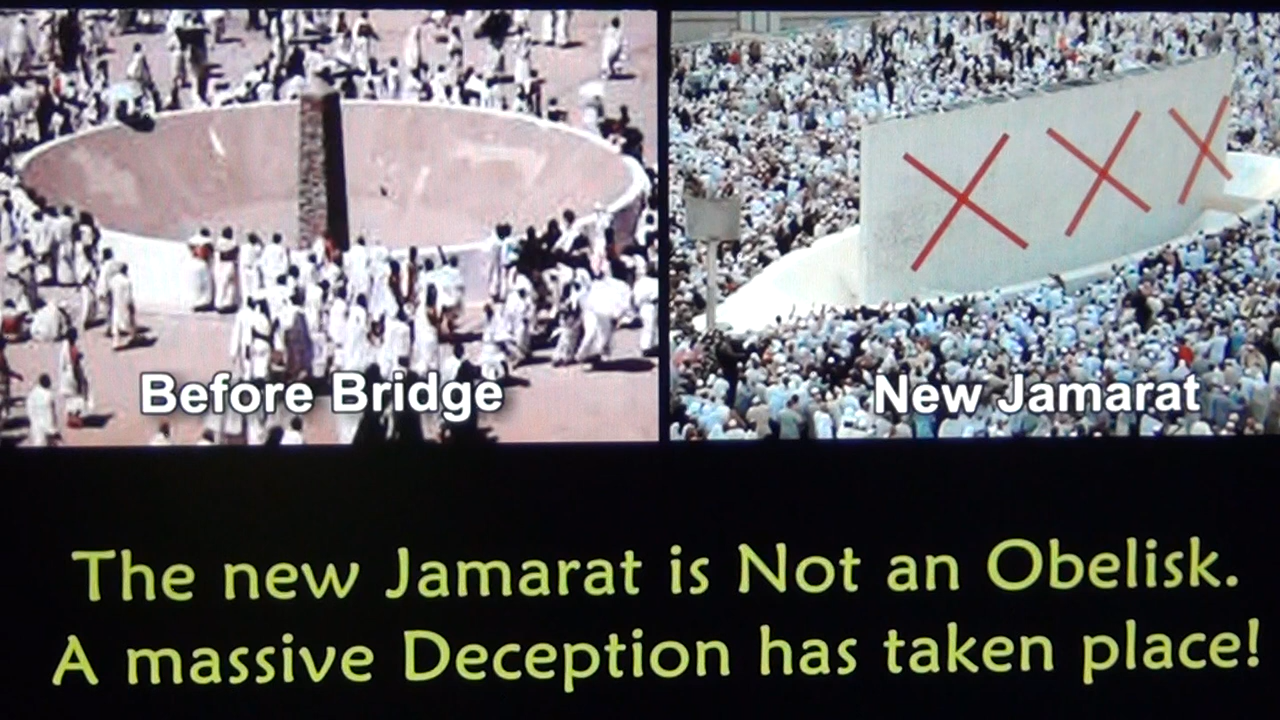 Before Bridge
New Jamarat
The new Jamarat is Not an Obelisk.
A massive Deception has taken place!